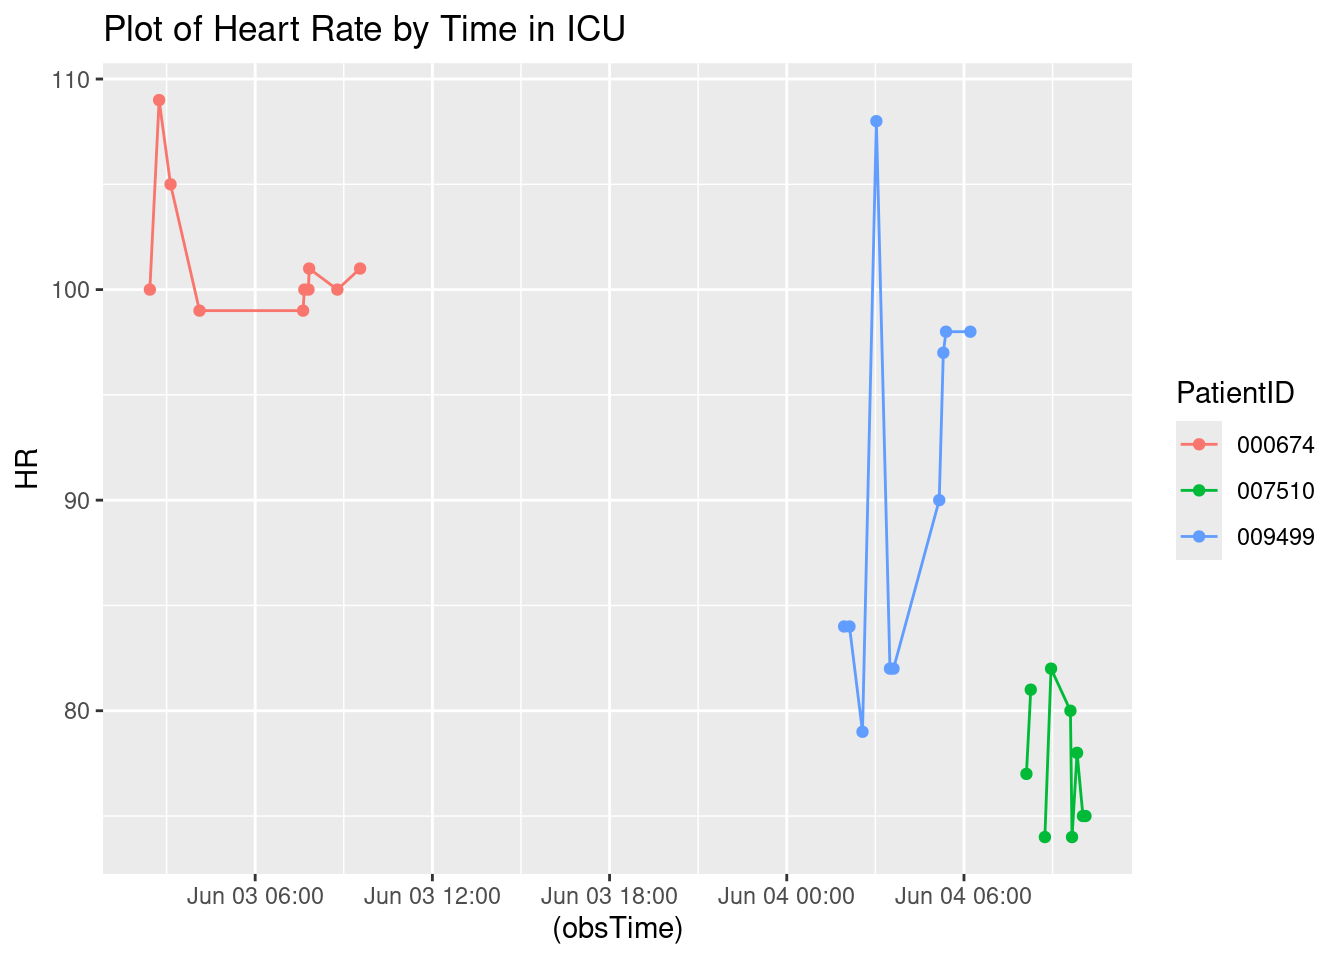 Plot of Heart Rate by Time in ICU
110
100
90
80
HR
Jun 03 06:00 Jun 03 12:00 Jun 03 18:00 Jun 04 00:00 Jun 04 06:00
(obsTime)
PatientID
000674
007510
009499